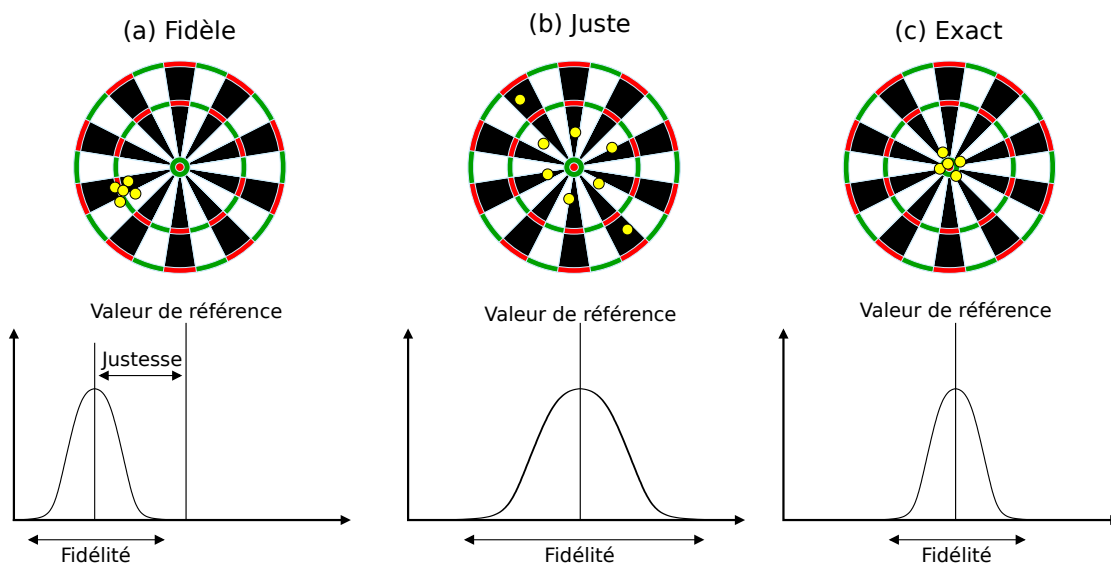 (a) Fidèle
(b) Juste
(c) Exact
Valeur de référence
Justesse
Fidélité
Valeur de référence
Fidélité
Valeur de référence
Fidélité